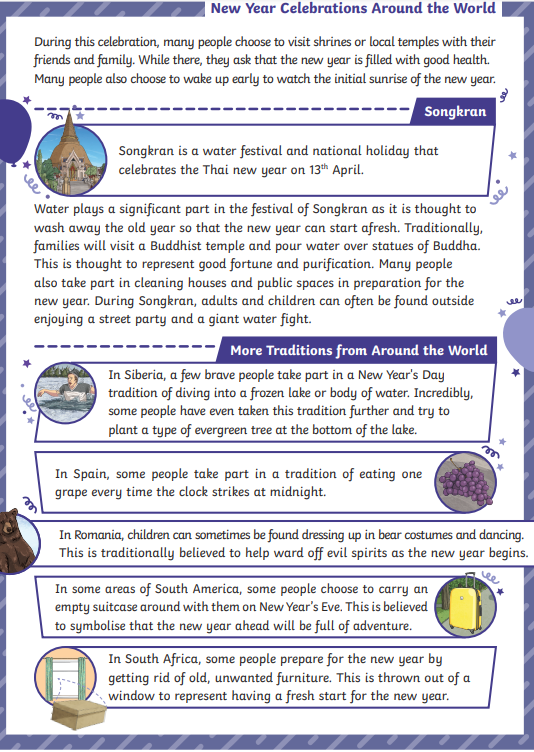 New Year Celebrations Around the World
During this celebration, many people choose to visit shrines or local temples with their
friends and family. While there, they ask that the new year is filled with good health.
Many people also choose to wake up early to watch the initial sunrise of the new year.
Songkran
Songkran is a water festival and national holiday that
celebrates the Thai new year on 13th April.
Water plays a significant part in the festival of Songkran as it is thought to
wash away the old year so that the new year can start afresh. Traditionally,
families will visit a Buddhist temple and pour water over statues of Buddha.
This is thought to represent good fortune and purification. Many people
also take part in cleaning houses and public spaces in preparation for the
new year. During Songkran, adults and children can often be found outside
enjoying a street party and a giant water fight.
More Traditions from Around the World
In Siberia, a few brave people take part in a New Year's Day
tradition of diving into a frozen lake or body of water. Incredibly,
some people have even taken this tradition further and try to
plant a type of evergreen tree at the bottom of the lake.
In Spain, some people take part in a tradition of eating one
grape every time the clock strikes at midnight.
In Romania, children can sometimes be found dressing up in bear costumes and dancing.
This is traditionally believed to help ward off evil spirits as the new year begins.
In some areas of South America, some people choose to carry an
empty suitcase around with them on New Year's Eve. This is believed
to symbolise that the new year ahead will be full of adventure.
In South Africa, some people prepare for the new year by
getting rid of old, unwanted furniture. This is thrown out of a
window to represent having a fresh start for the new year.